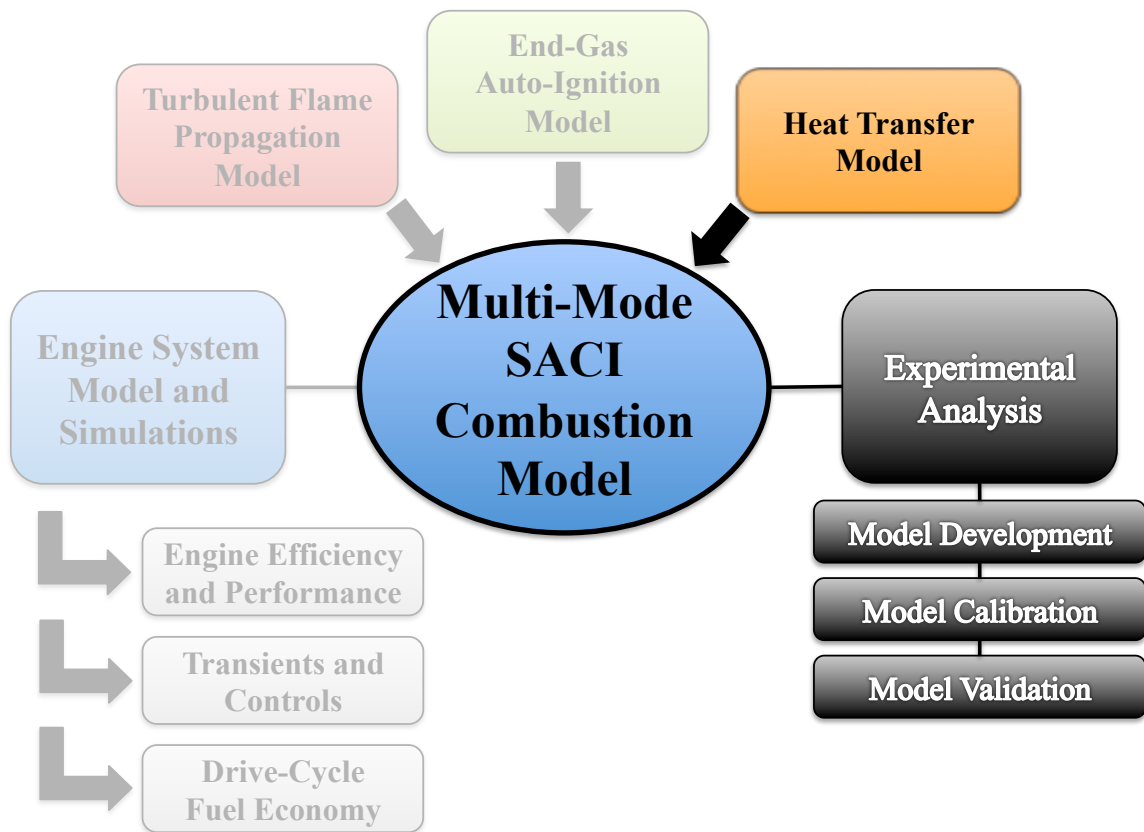 End-Gas
Auto-Ignition
Model
Turbulent Flame
Propagation
Model
Heat Transfer
Model
Multi-Mode
SACI
Combustion
Model
Engine System
Model and
Simulations
Experimental
Analysis
Model Development
Model Calibration
Model Validation
Engine Efficiency
and Performance
Transients and
Controls
Drive-Cycle
Fuel Economy